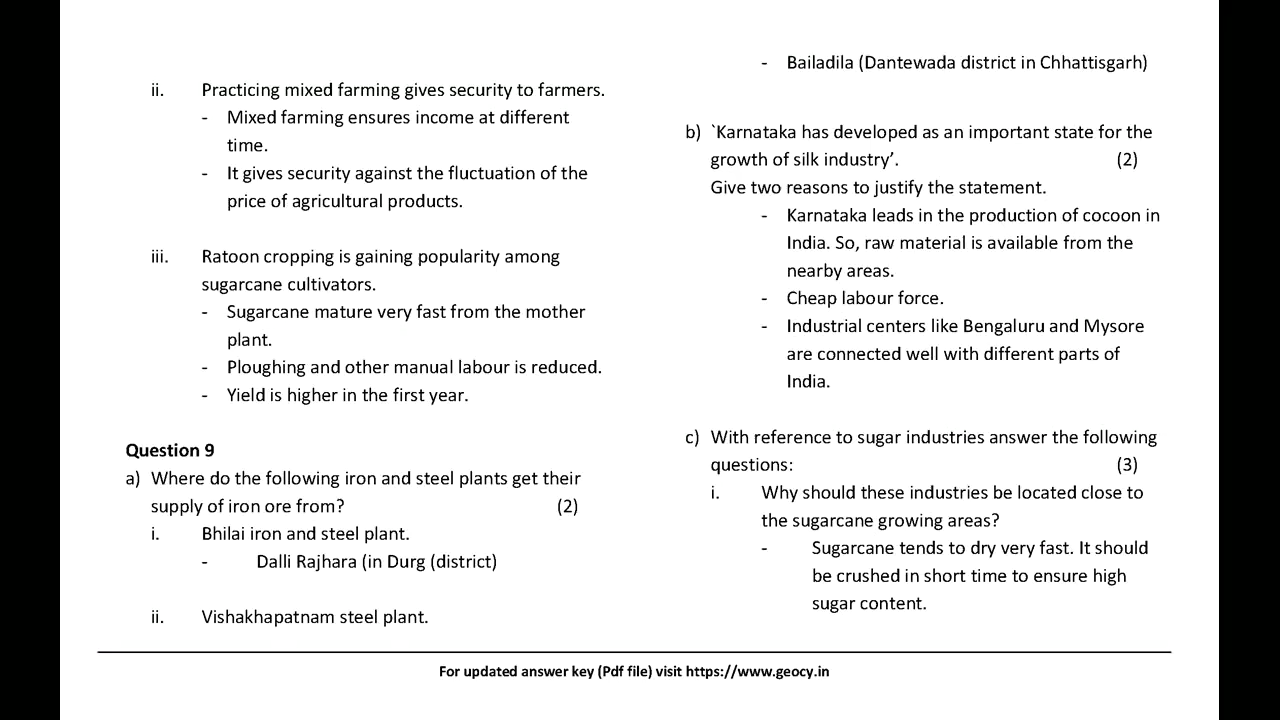 ii. Practicing mixed farming gives security to farmers.
- Mixed farming ensures income at different
time.
- It gives security against the fluctuation of the
price of agricultural products.
iii. Ratoon cropping is gaining popularity among
sugarcane cultivators.
- Sugarcane mature very fast from the mother
plant.
- Ploughing and other manual labour is reduced.
- Yield is higher in the first year.
Question 9
a) Where do the following iron and steel plants get their
supply of iron ore from? (2)
i. Bhilai iron and steel plant.
- Dalli Rajhara (in Durg (district)
ii. Vishakhapatnam steel plant.
- Bailadila (Dantewada district in Chhattisgarh)
b) `Karnataka has developed as an important state for the
growth of silk industry’. (2)
Give two reasons to justify the statement.
- Karnataka leads in the production of cocoon in
India. So, raw material is available from the
nearby areas.
- Cheap labour force.
- Industrial centers like Bengaluru and Mysore
are connected well with different parts of
India.
c) With reference to sugar industries answer the following
questions: (3)
i. Why should these industries be located close to
the sugarcane growing areas?
- Sugarcane tends to dry very fast. It should
be crushed in short time to ensure high
sugar content.
For updated answer key (Pdf file) visit https://www.geocy.in